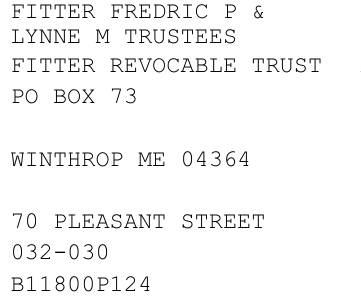 FITTER FREDRIC P &
LYNNE M TRUSTEES
FITTER REVOCABLE TRUST
PO BOX 73
WINTHROP ME 04364
70 PLEASANT STREET
032-030
B11800P124